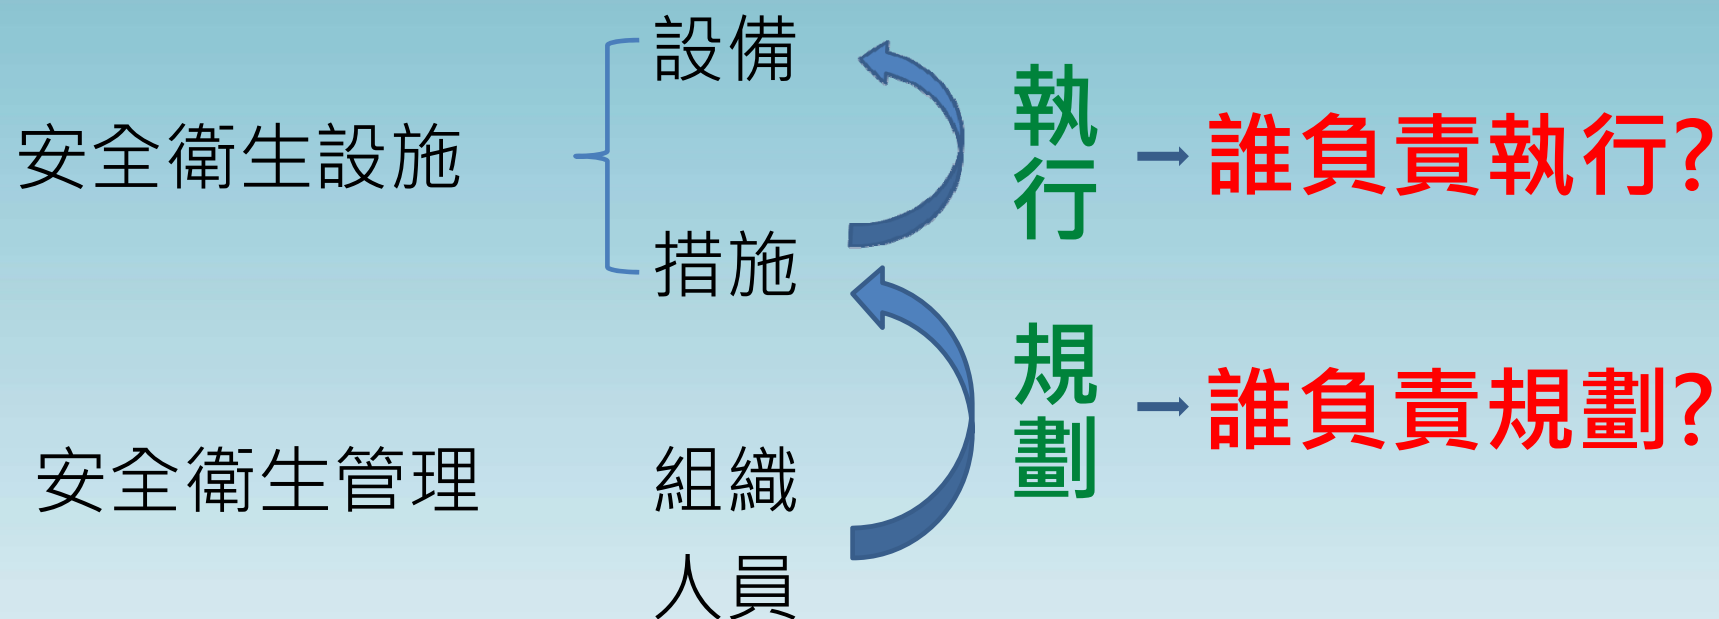 設備
執行
誰負責執行?
安全衛生設施
措施
規劃
誰負責規劃?
安全衛生管理
組織
人員